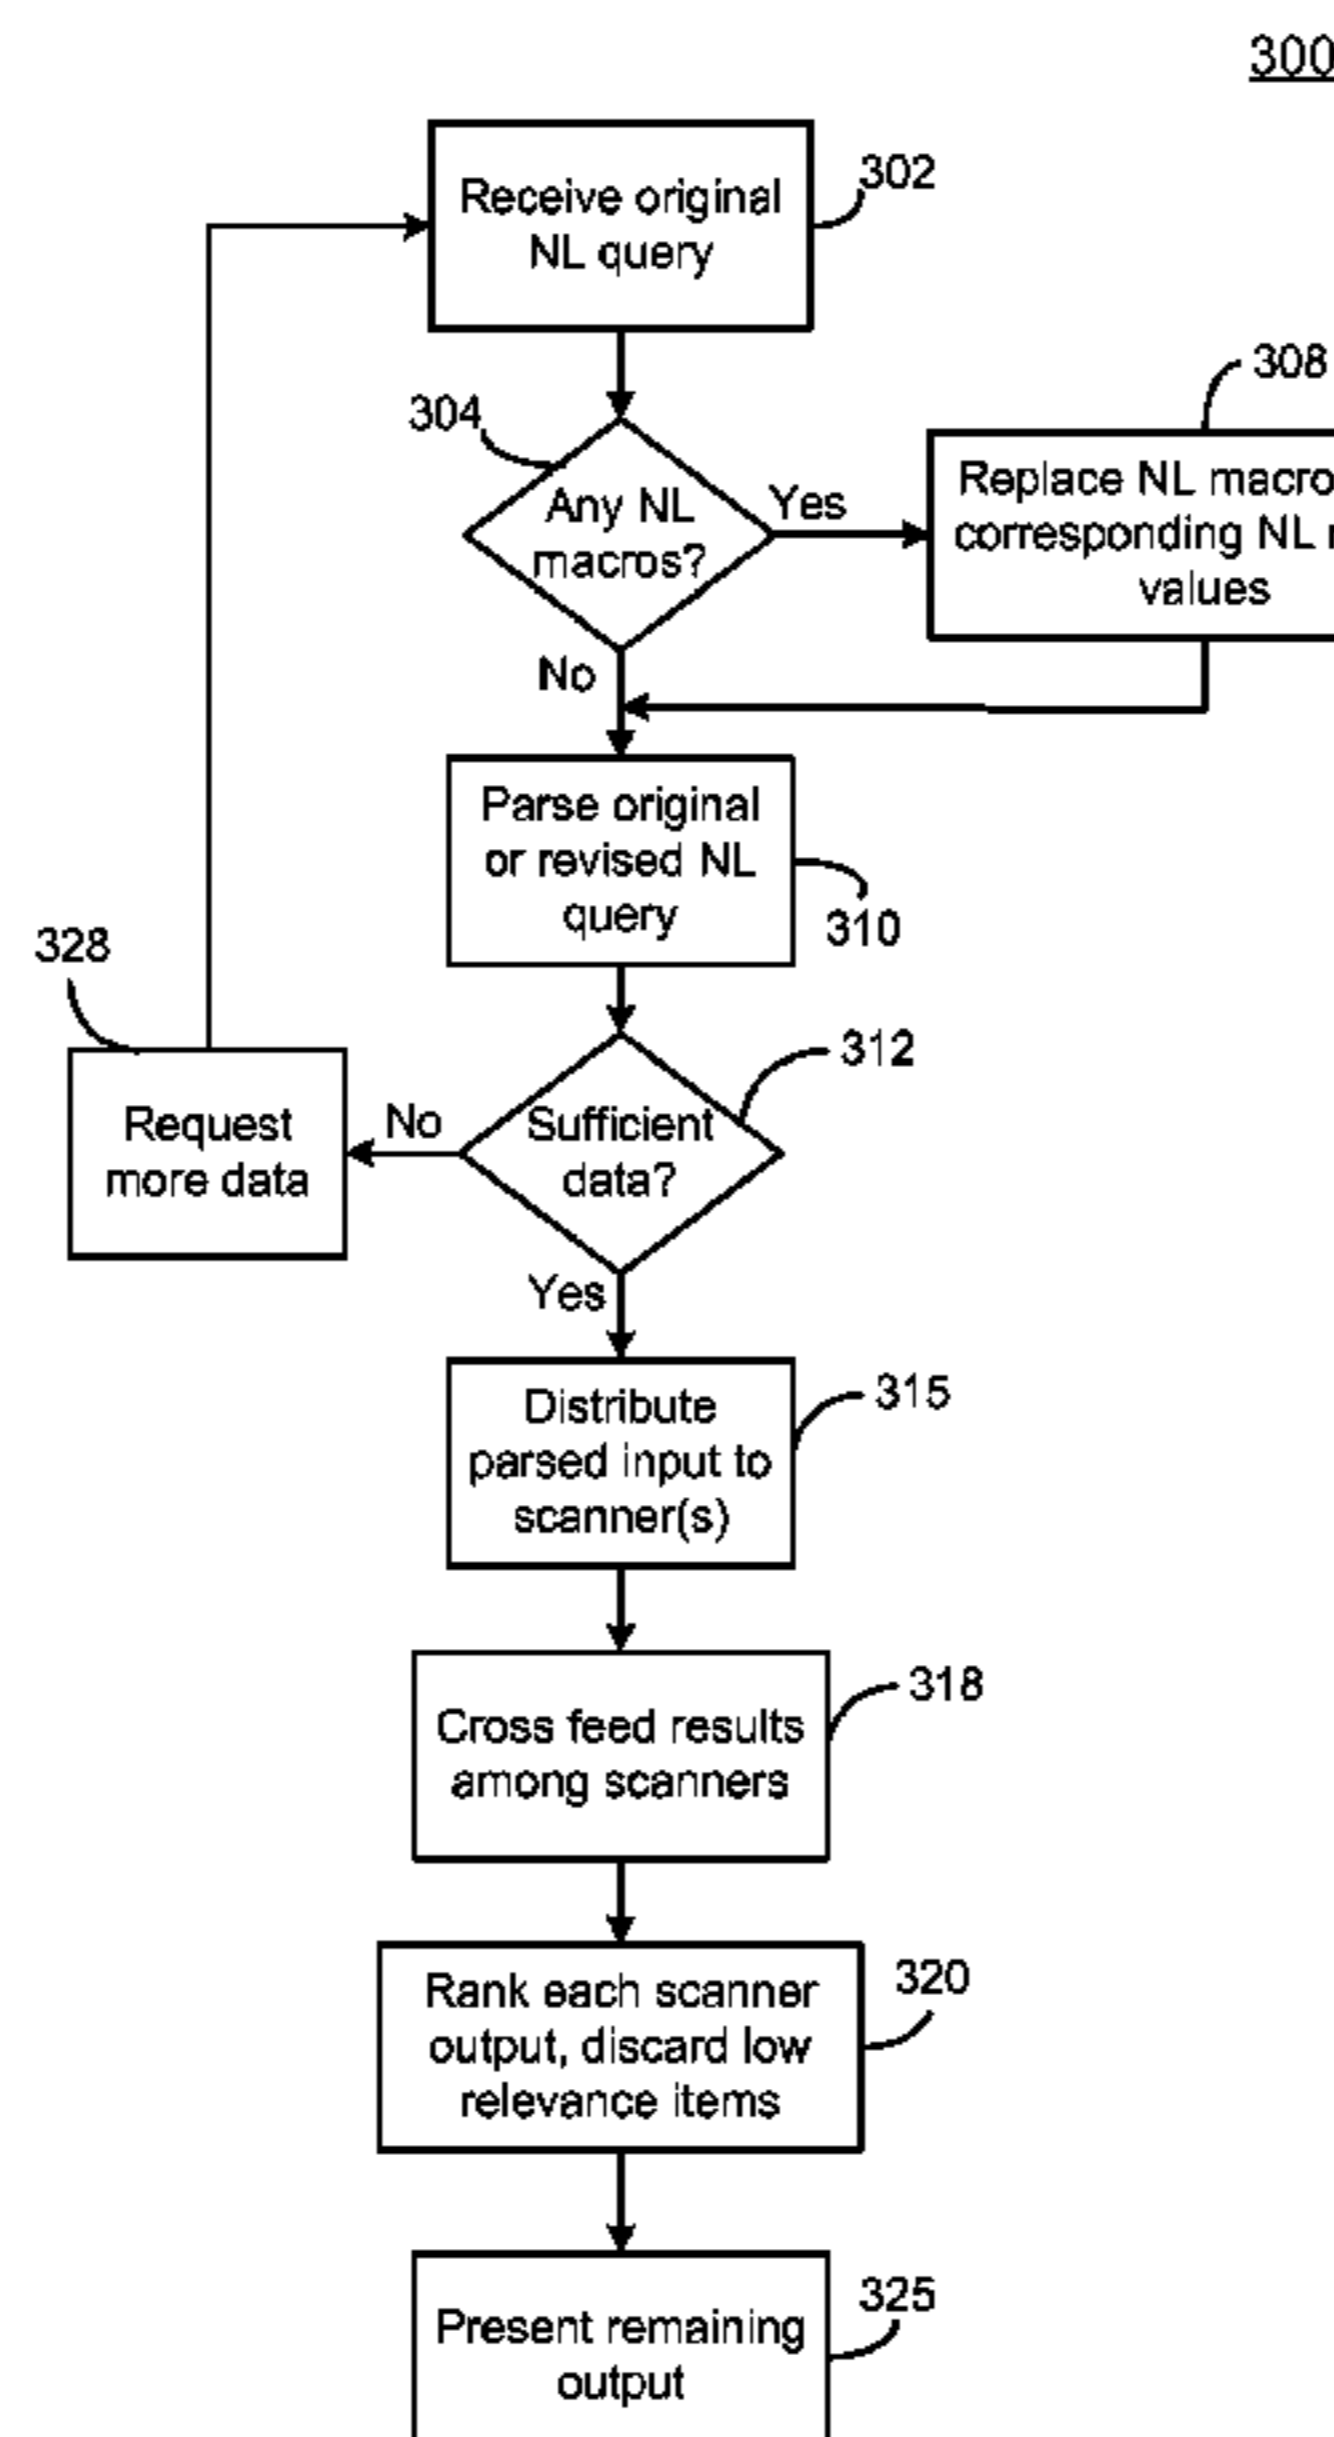 300
Receive original
NL query
302
304
Any NL
macros?
Yes
308
Replace NL macro
corresponding NL
values
No
Parse original
or revised NL
query
310
328
Request
more data
No
Sufficient
data?
312
Yes
Distribute
parsed input to
scanner(s)
315
Cross feed results
among scanners
318
Rank each scanner
output, discard low
relevance items
320
Present remaining
output
325